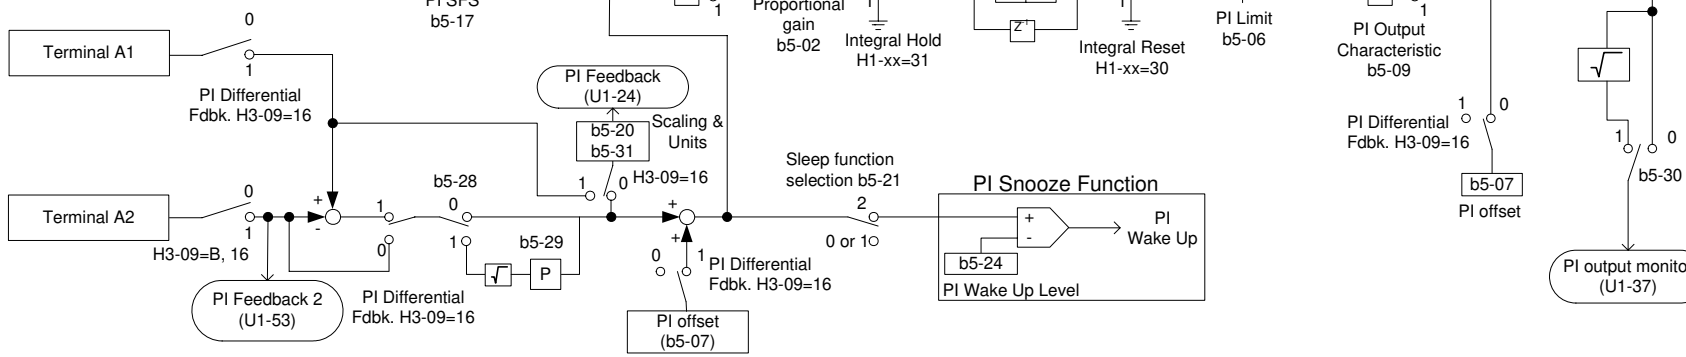 b5-17
Proportional
gain
b5-02
1
1
Integral Hold
H1-xx=31
Z-1
1
Integral Reset
H1-xx=30
PI Limit
b5-06
1
PI Output
Characteristic
b5-09
Terminal A1
0
1
PI Differential
Fdbk. H3-09=16
PI Feedback
(U1-24)
b5-20
b5-31
Scaling &
Units
1
0
H3-09=16
Terminal A2
0
1
H3-09=B, 16
+
-
PI Feedback 2
(U1-53)
1
0
PI Differential
Fdbk. H3-09=16
b5-28
0
1
b5-29
√
P
+
+
0
1
PI Differential
Fdbk. H3-09=16
PI offset
(b5-07)
Sleep function
selection b5-21
2
0 or 1
PI Snooze Function
+
-
b5-24
PI Wake Up Level
PI
Wake Up
PI Differential
Fdbk. H3-09=16
1
0
b5-07
PI offset
√
1
0
b5-30
PI output monito
(U1-37)